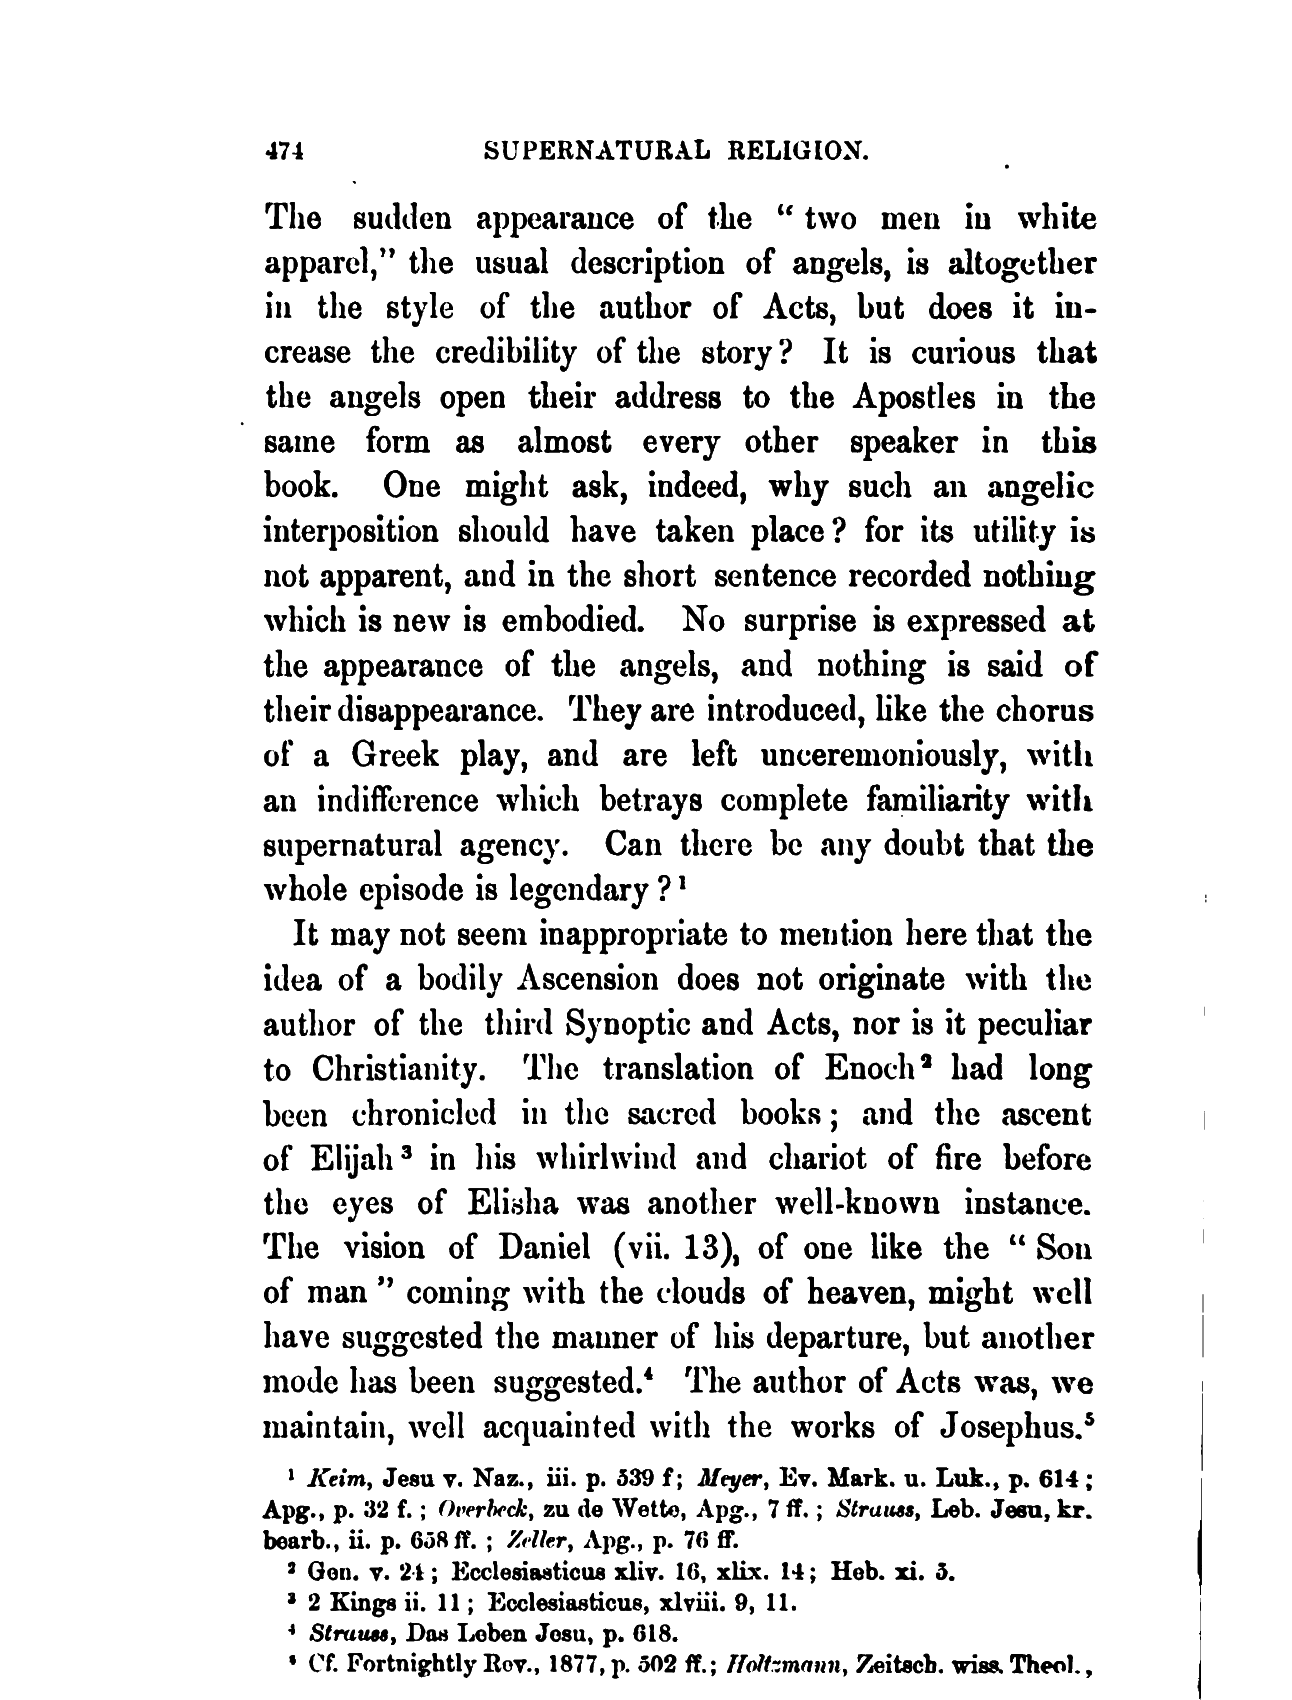 474 SUPERNATURAL RELIGION.
The sudden appearance of the “ two men in white
apparel,” the usual description of angels, is altogether
in the style of the author of Acts, but does it in-
crease the credibility of the story? It is curious that
the angels open their address to the Apostles in the
same form as almost every other speaker in this
book. One might ask, indeed, why such an angelic
interposition should have taken place? for its utility is
not apparent, and in the short sentence recorded nothing
which is new is embodied. No surprise is expressed at
the appearance of the angels, and nothing is said of
their disappearance. They are introduced, like the chorus
of a Greek play, and are left unceremoniously, with
an indifference which betrays complete familiarity with
supernatural agency. Can there be any doubt that the
whole episode is legendary ?¹
It may not seem inappropriate to mention here that the
idea of a bodily Ascension does not originate with the
author of the third Synoptic and Acts, nor is it peculiar
to Christianity. The translation of Enoch² had long
been chronicled in the sacred books; and the ascent
of Elijah³ in his whirlwind and chariot of fire before
the eyes of Elisha was another well-known instance.
The vision of Daniel (vii. 13), of one like the “ Son
of man ” coming with the clouds of heaven, might well
have suggested the manner of his departure, but another
mode has been suggested.⁴ The author of Acts was, we
maintain, well acquainted with the works of Josephus.⁵
¹ Keim, Jesu v. Naz., iii. p. 539 f; Meyer, Ev. Mark. u. Luk., p. 614;
Apg., p. 32 f.; Overbeck, zu de Wette, Apg., 7 ff.; Strauss, Leb. Jesu, kr.
bearb., ii. p. 658 ff.; Zeller, Apg., p. 76 ff.
² Gen. v. 24; Ecclesiasticus xliv. 16, xlix. 14; Heb. xi. 5.
³ 2 Kings ii. 11; Ecclesiasticus, xlviii. 9, 11.
⁴ Strauss, Das Leben Jesu, p. 618.
⁵ Cf. Fortnightly Rev., 1877, p. 502 ff.; Holtzmann, Zeitsch. wiss. Theol.,